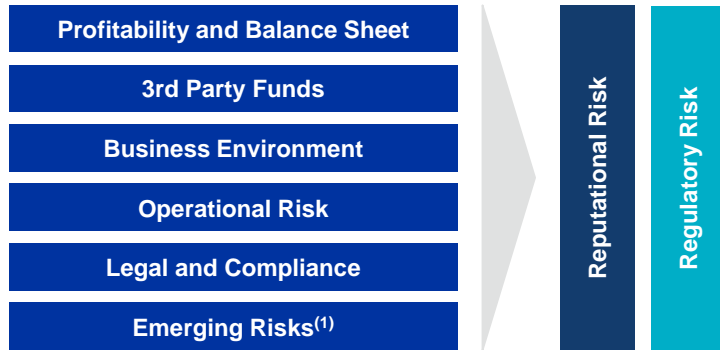 Profitability and Balance Sheet
3rd Party Funds
Business Environment
Operational Risk
Legal and Compliance
Emerging Risks(1)
Reputational Risk
Regulatory Risk